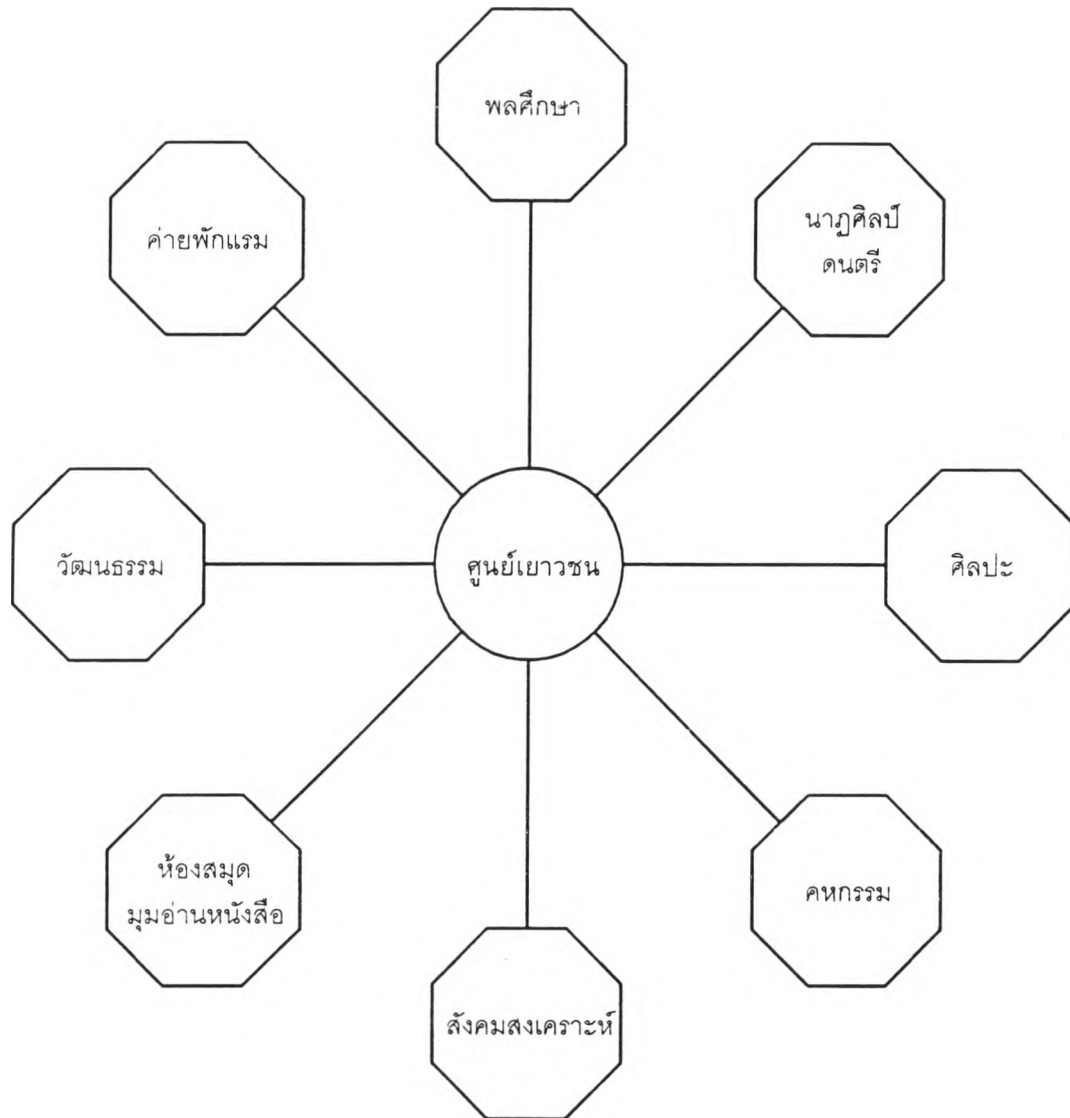 พลศึกษา
นาฏศิลป์
ดนตรี
ค่ายพักแรม
วัฒนธรรม
ศูนย์เยาวชน
ศิลปะ
ห้องสมุด
มุมอ่านหนังสือ
คหกรรม
สังคมสงเคราะห์